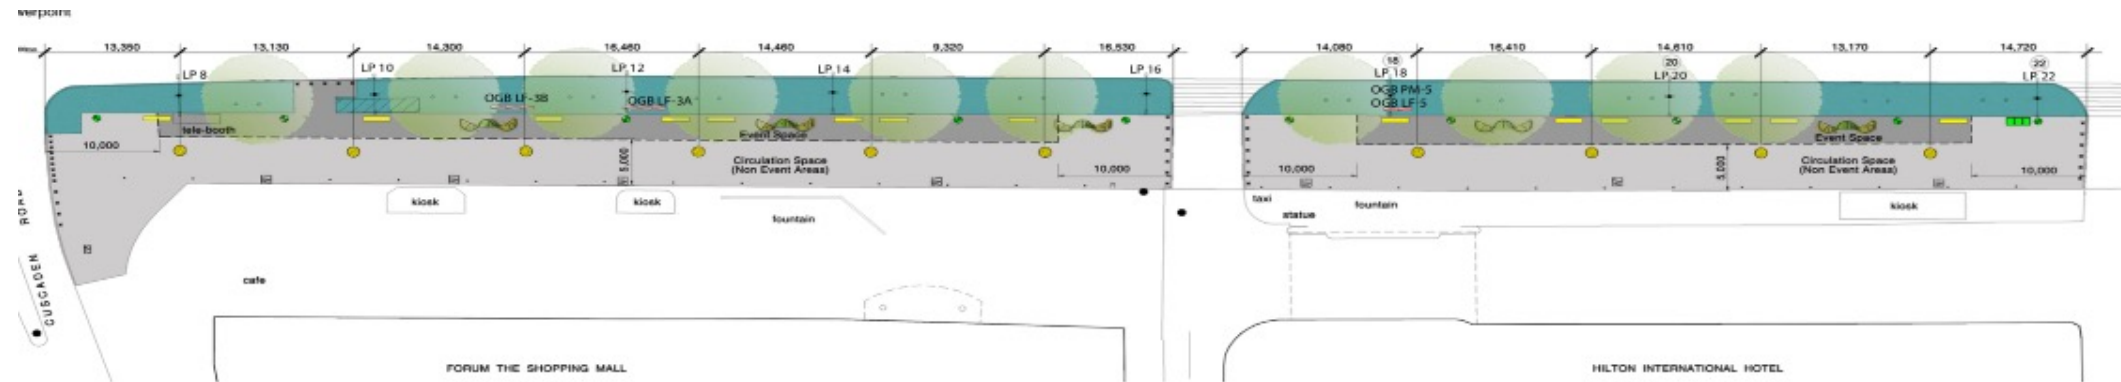 werpoint
13,350 13,130 14,300 16,460 14,460 9,320 16,530 14,080 16,410 14,610 13,170 14,720
18 20 22
LP 8 LP 10 LP 12 LP 14 LP 16 LP 18 LP 20 LP 22
OGB PM-5
OGB LF-3B OGB LF-3A OGB LF-5
tele-booth Event Space Event Space
10,000 5,000 Circulation Space 10,000 10,000 5,000 Circulation Space 10,000
(Non Event Areas) (Non Event Areas)
kiosk kiosk taxi fountain kiosk
fountain statue
ROAD
CUSCADEN
cafe
FORUM THE SHOPPING MALL HILTON INTERNATIONAL HOTEL